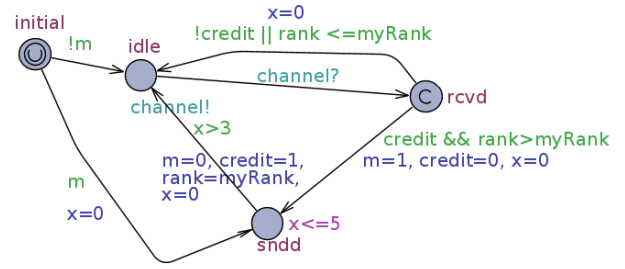 x=0
initial
!credit || rank <=myRank
!m
idle
channel?
C
rcvd
channel!
x>3
credit && rank>myRank
m=0, credit=1,
rank=myRank,
x=0
m=1, credit=0, x=0
m
x=0
x<=5
sndd